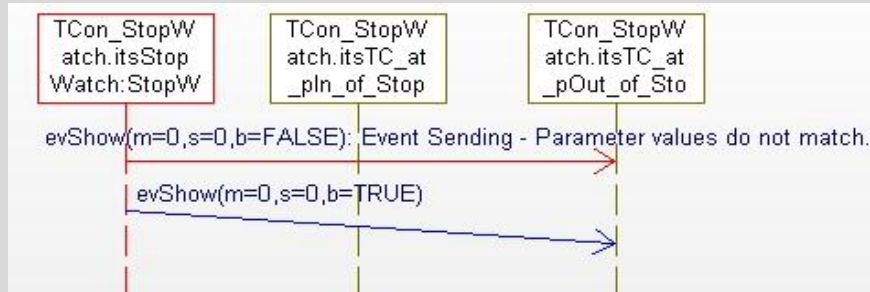 TCon_StopW
atch.itsStop
Watch:StopW
TCon_StopW
atch.itsTC_at
_pIn_of_Stop
TCon_StopW
atch.itsTC_at
_pOut_of_Sto
evShow(m=0,s=0,b=FALSE): Event Sending - Parameter values do not match.
evShow(m=0,s=0,b=TRUE)